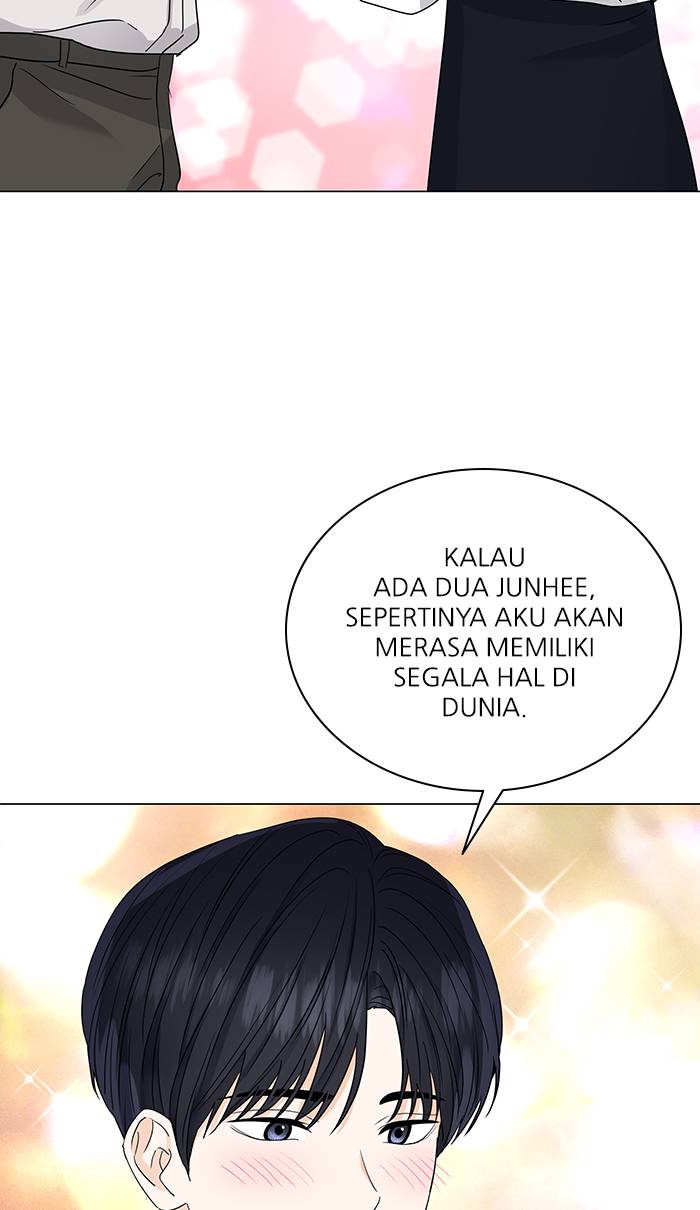 KALAU
ADA DUA JUNHEE,
SEPERTINYA AKU AKAN
MERASA MEMILIKI
SEGALA HAL DI
DUNIA.